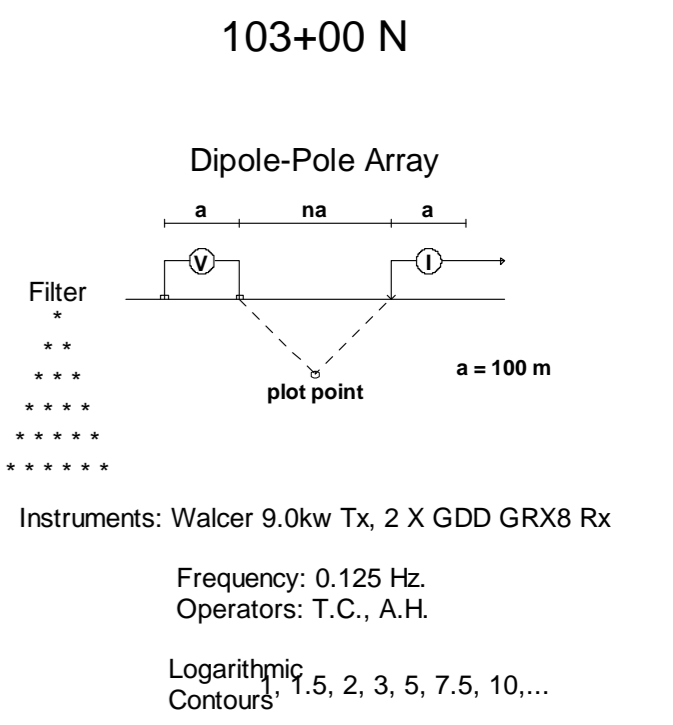 103+00 N
Dipole-Pole Array
a na a
V I
Filter
*
* *
* * *
* * * *
* * * * *
* * * * * *
a = 100 m
plot point
Instruments: Walcer 9.0kw Tx, 2 X GDD GRX8 Rx
Frequency: 0.125 Hz.
Operators: T.C., A.H.
Logarithmic
Contours 1, 1.5, 2, 3, 5, 7.5, 10,...